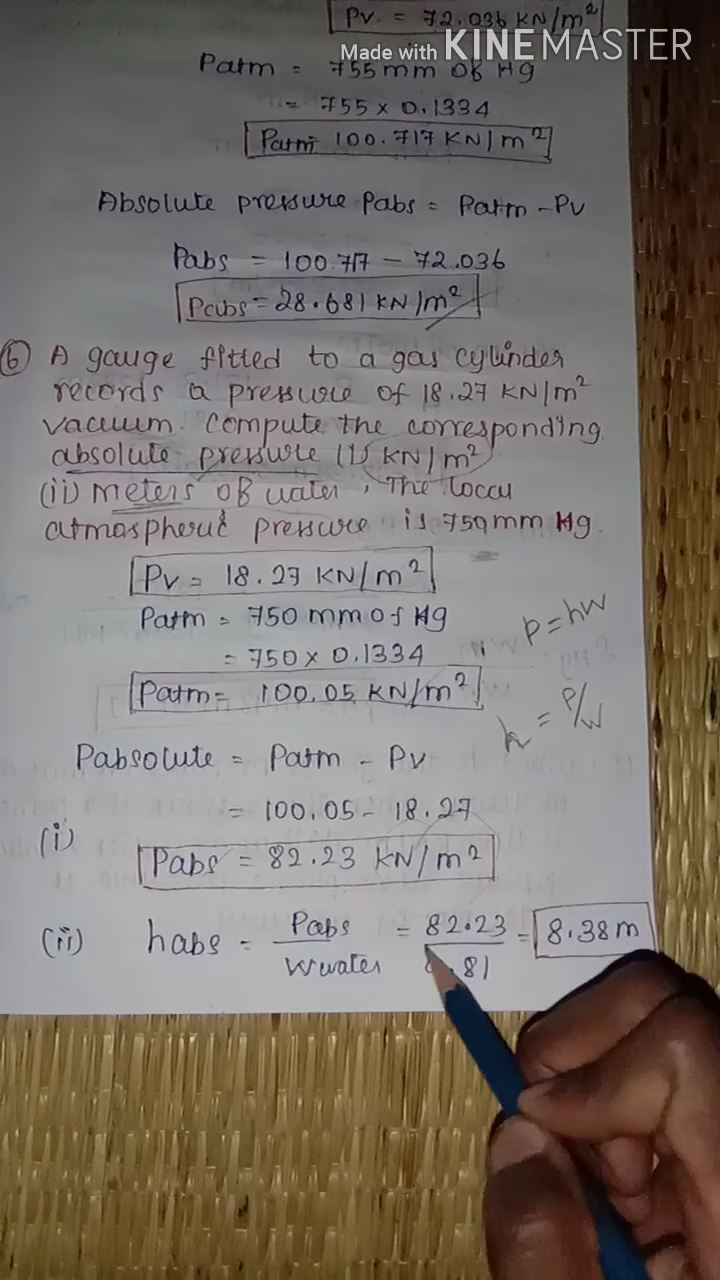 Pv. = 72.036 KN/m²
Made with KINEMASTER
Patm = 755 mm Of Hg
= 755 x 0.1334
Patm = 100.717 KN/m²
Absolute pressure Pabs = Patm - Pv
Pabs = 100.717 - 72.036
Pabs = 28.681 KN/m²
6 A gauge fitted to a gas cylinder
records a pressure of 18.27 KN/m²
vacuum. Compute the corresponding
absolute pressure (i) KN/m²
(ii) meters of water, The local
atmospheric pressure is 750mm Hg.
Pv = 18.27 KN/m²
Patm = 750 mm of Hg
= 750 x 0.1334
Patm = 100.05 KN/m²
P = hw
h = P/w
Pabsolute = Patm - Pv
= 100.05 - 18.27
(i) Pabs = 82.23 KN/m²
(ii) habs = Pabs / Wwater = 82.23 / .81 = 8.38m